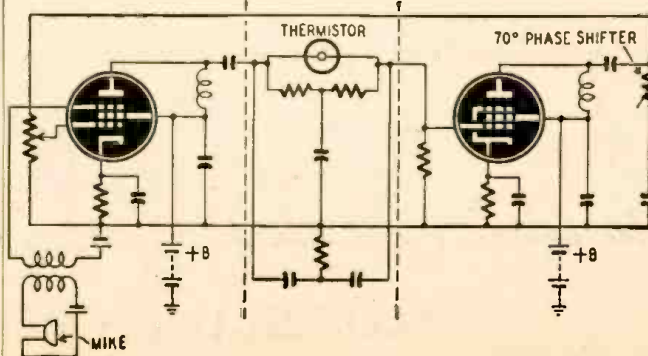 THERMISTOR
70° PHASE SHIFTER
+B
+B
MIKE